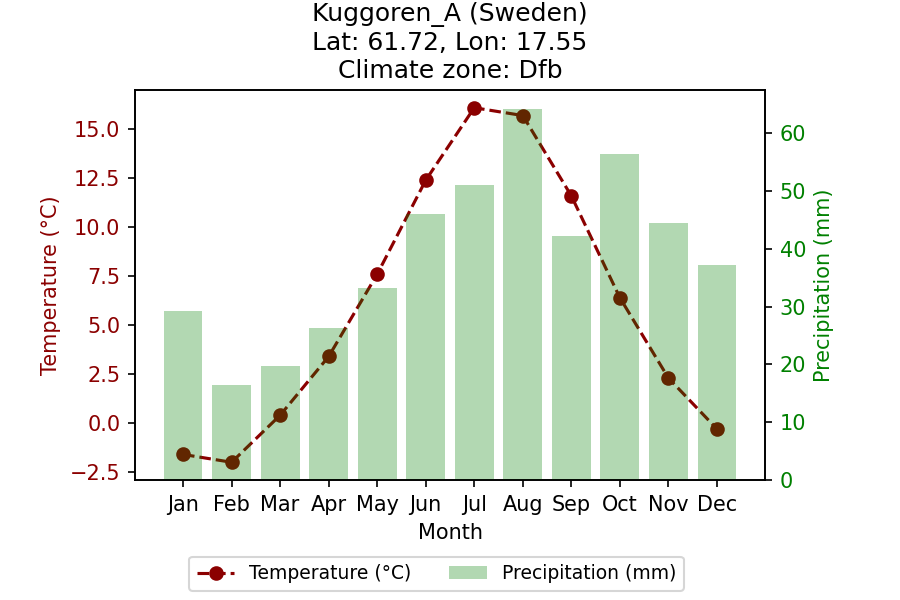 Kuggoren_A (Sweden)
Lat: 61.72, Lon: 17.55
Climate zone: Dfb
Temperature (°C)
15.0
12.5
10.0
7.5
5.0
2.5
0.0
−2.5
60
50
40
30
20
10
0
Precipitation (mm)
Jan Feb Mar Apr May Jun Jul Aug Sep Oct Nov Dec
Month
Temperature (°C) Precipitation (mm)